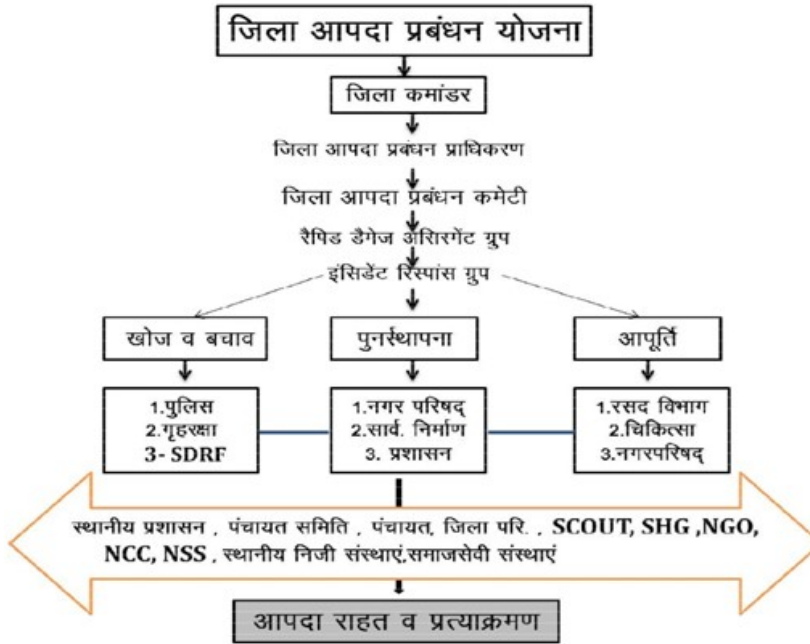 जिला आपदा प्रबंधन योजना
जिला कमांडर
जिला आपदा प्रबंधन प्राधिकरण
जिला आपदा प्रबंधन कमेटी
रैपिड डैगेज असिरगेंट ग्रुप
इंसिडेंट रिस्पांस ग्रुप
खोज व बचाव
पुनर्स्थापना
आपूर्ति
1.पुलिस
2.गृहरक्षा
3- SDRF
1.नगर परिषद्
2.सार्व. निर्माण
3. प्रशासन
1.रसद विभाग
2.चिकित्सा
3.नगरपरिषद्
स्थानीय प्रशासन , पंचायत समिति , पंचायत, जिला परि. , SCOUT, SHG ,NGO,
NCC, NSS , स्थानीय निजी संस्थाएं,समाजसेवी संस्थाएं
आपदा राहत व प्रत्याक्रमण